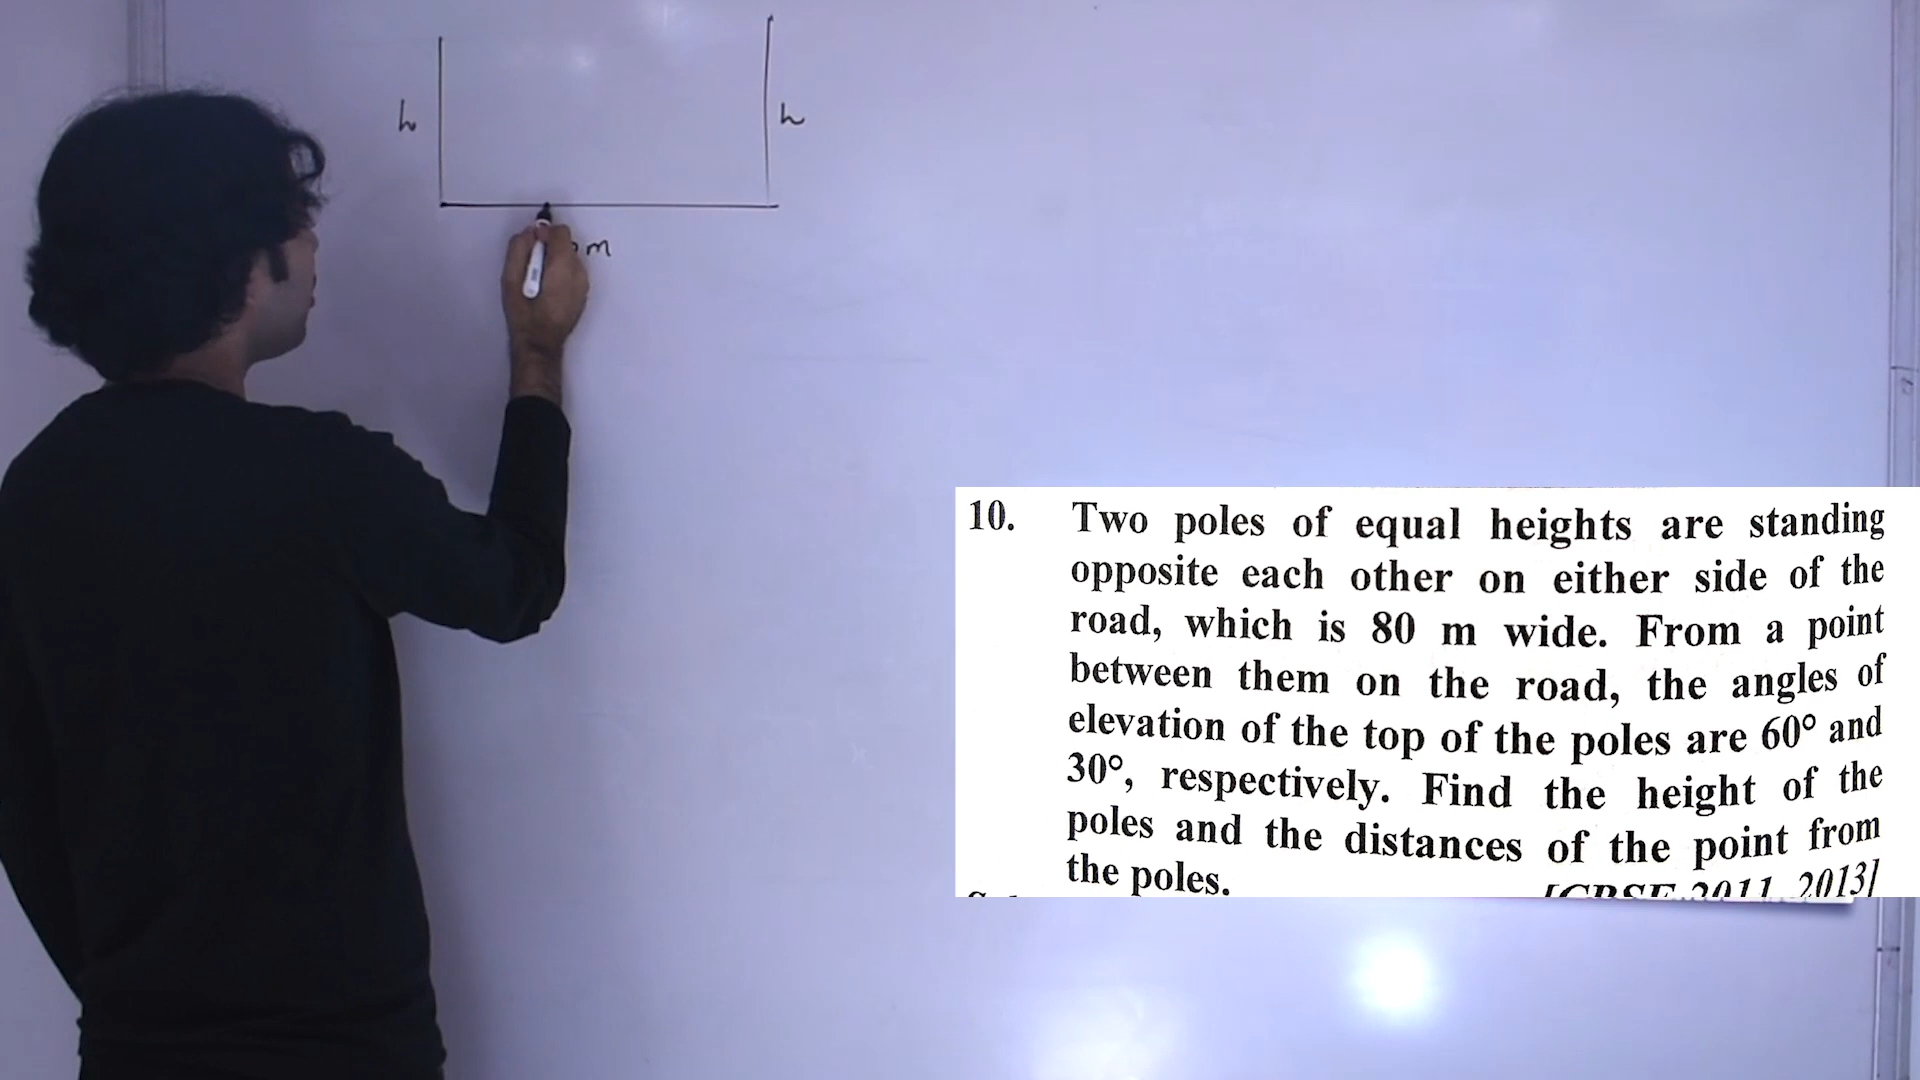 h
h
m
10. Two poles of equal heights are standing
opposite each other on either side of the
road, which is 80 m wide. From a point
between them on the road, the angles of
elevation of the top of the poles are 60° and
30°, respectively. Find the height of the
poles and the distances of the point from
the poles.
[CBSE 2011, 2013]